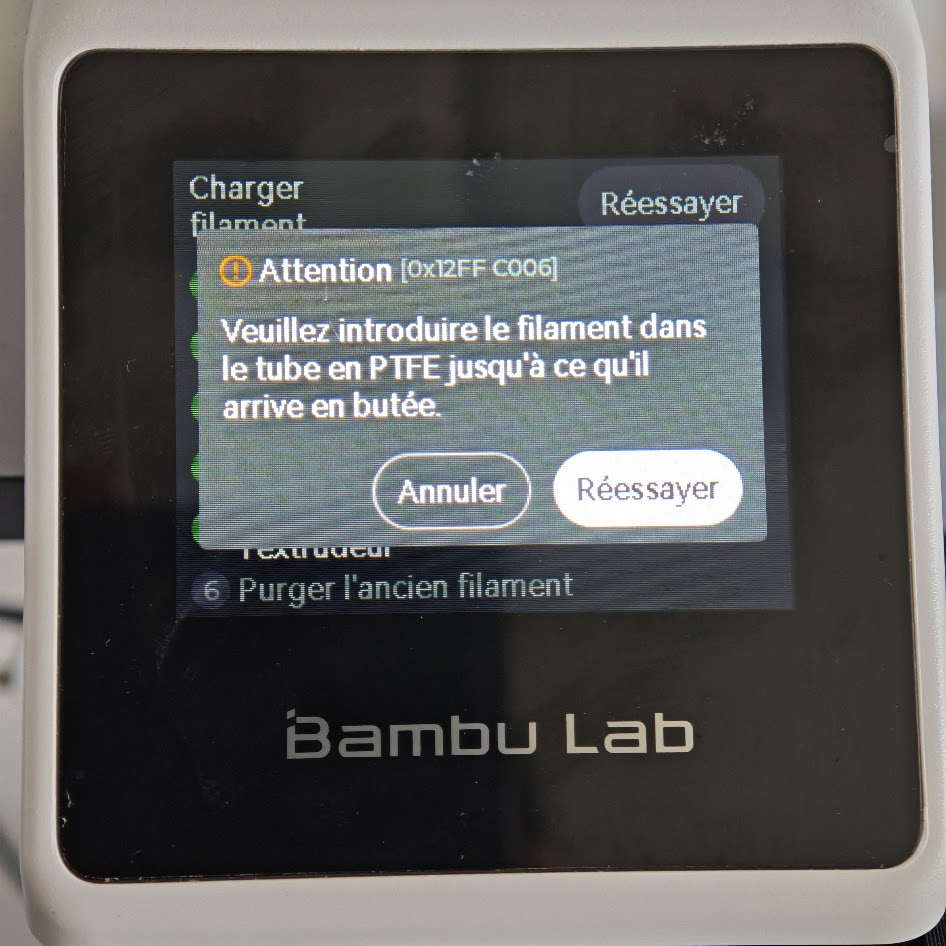 Charger
filament
Réessayer
Attention [0x12FF C006]
Veuillez introduire le filament dans
le tube en PTFE jusqu'à ce qu'il
arrive en butée.
Annuler
Réessayer
l'extrudeur
6 Purger l'ancien filament
Bambu Lab